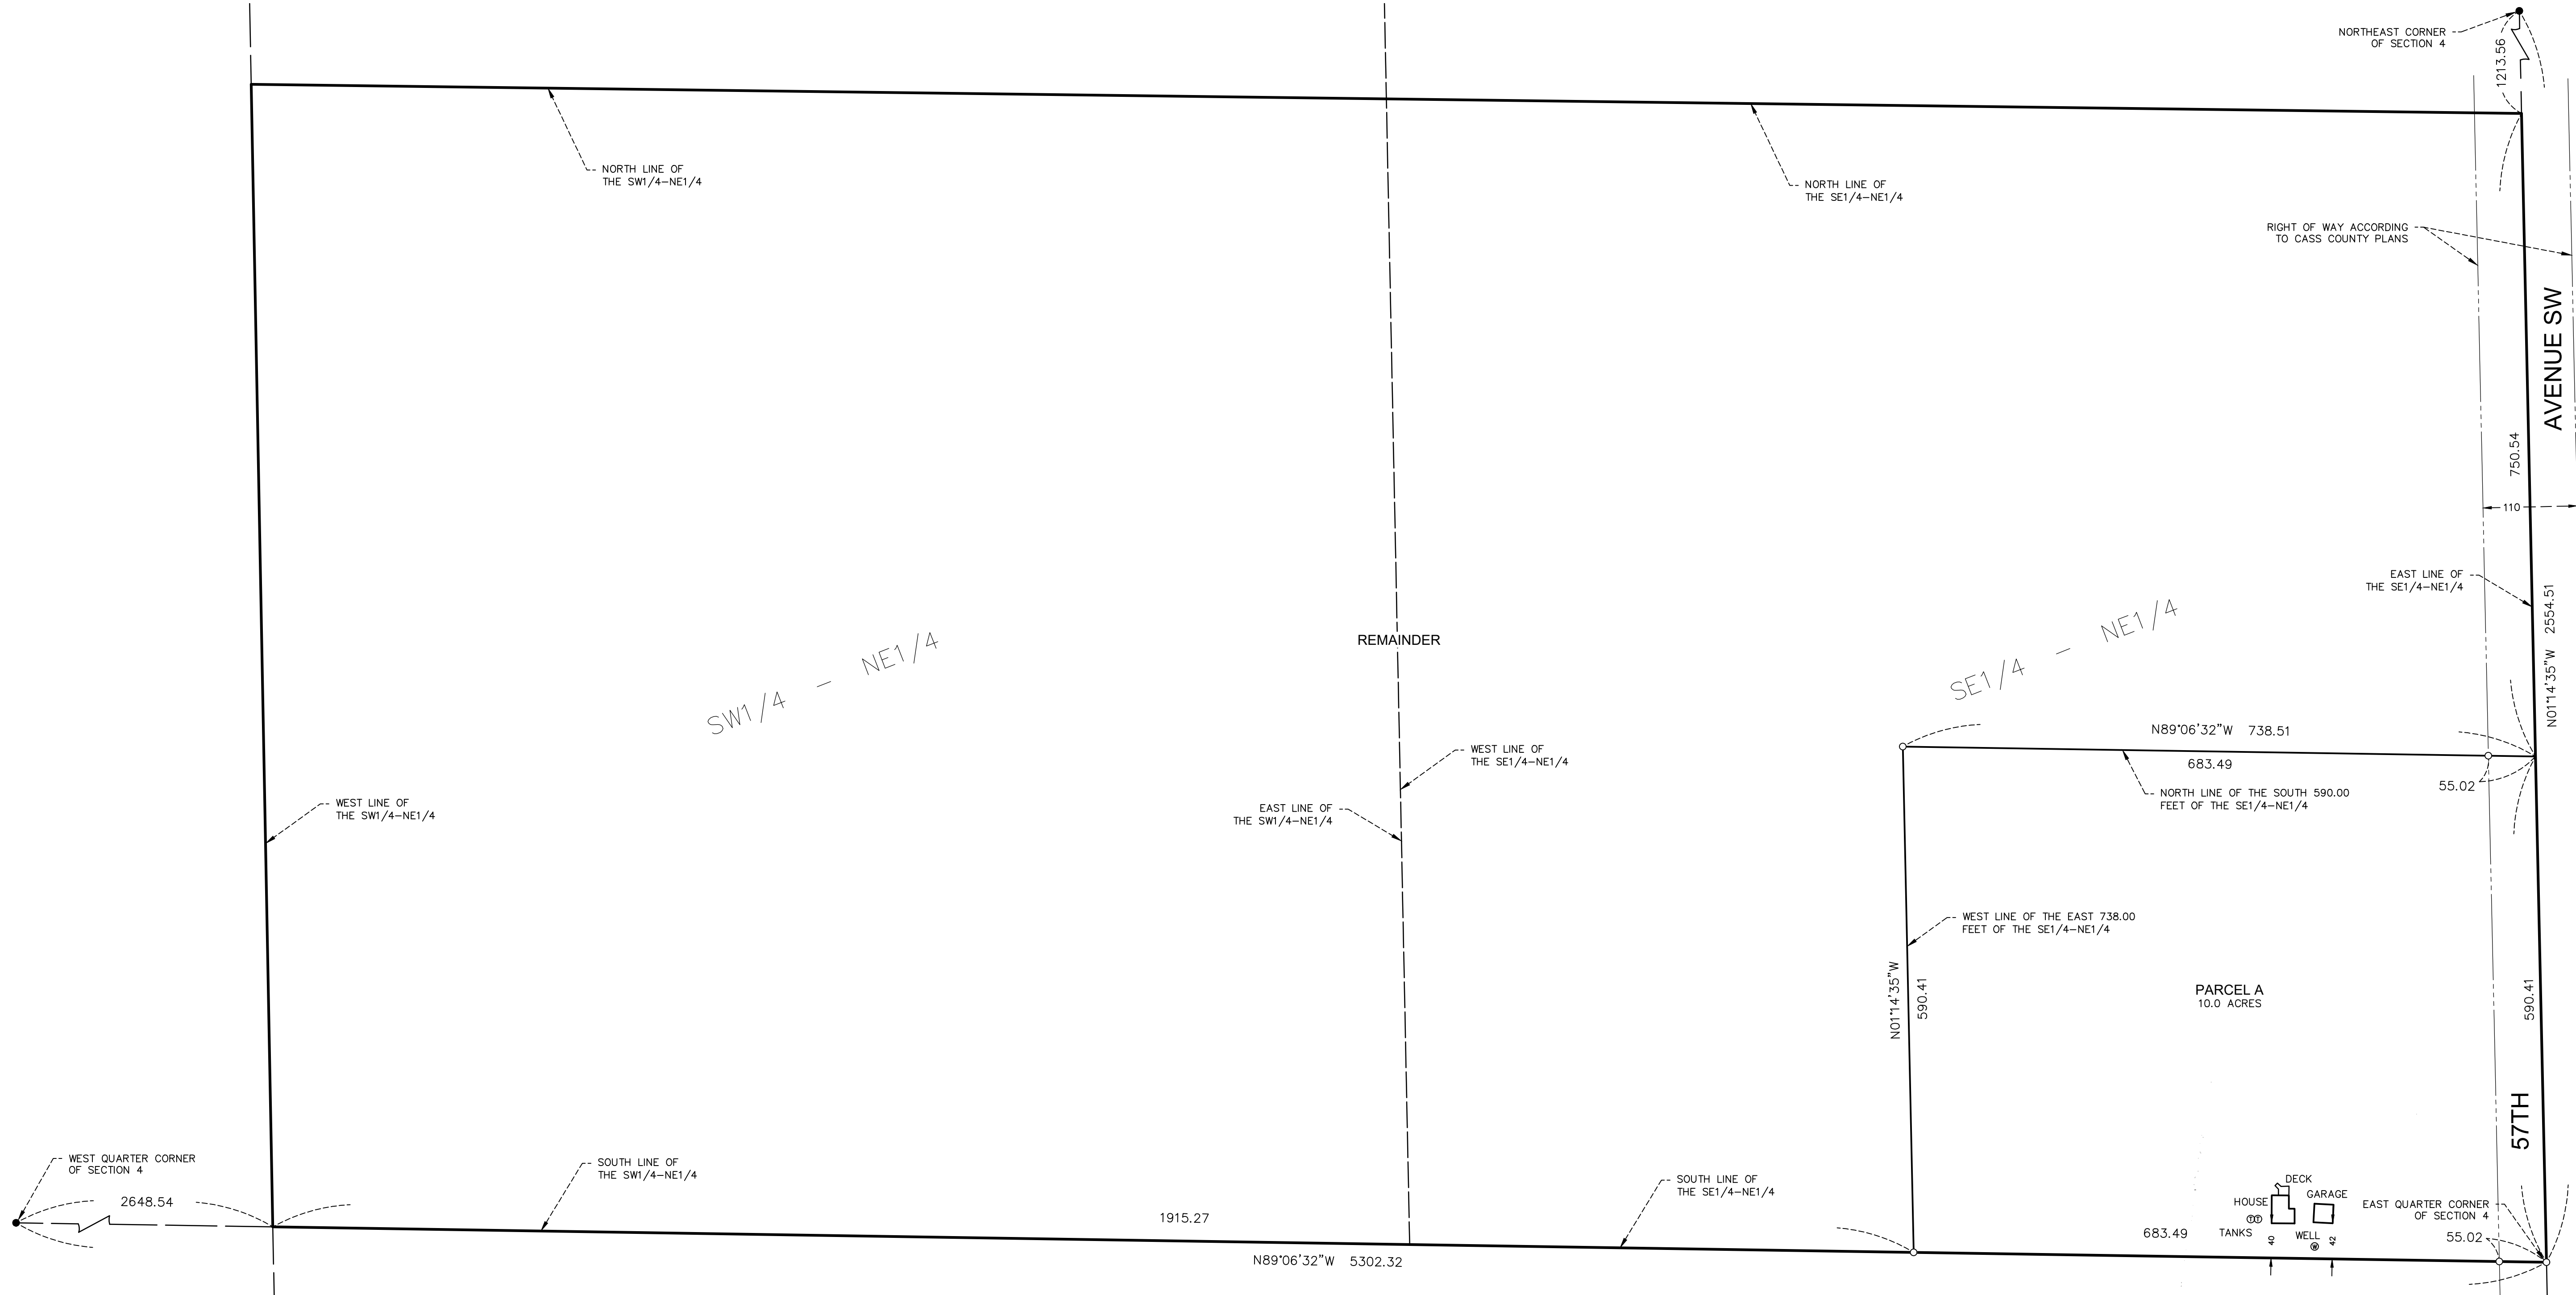 NORTHEAST CORNER
OF SECTION 4
1213.56
NORTH LINE OF
THE SW1/4-NE1/4
NORTH LINE OF
THE SE1/4-NE1/4
RIGHT OF WAY ACCORDING
TO CASS COUNTY PLANS
AVENUE SW
750.54
110
EAST LINE OF
THE SE1/4-NE1/4
N01°14'35"W 2554.51
REMAINDER
SW1/4 - NE1/4
SE1/4 - NE1/4
N89°06'32"W 738.51
683.49
55.02
NORTH LINE OF THE SOUTH 590.00
FEET OF THE SE1/4-NE1/4
WEST LINE OF
THE SE1/4-NE1/4
EAST LINE OF
THE SW1/4-NE1/4
WEST LINE OF
THE SW1/4-NE1/4
WEST LINE OF THE EAST 738.00
FEET OF THE SE1/4-NE1/4
N01°14'35"W
590.41
PARCEL A
10.0 ACRES
590.41
57TH
WEST QUARTER CORNER
OF SECTION 4
2648.54
SOUTH LINE OF
THE SW1/4-NE1/4
1915.27
N89°06'32"W 5302.32
SOUTH LINE OF
THE SE1/4-NE1/4
DECK
HOUSE
GARAGE
TT
TANKS
WELL
W
40
42
683.49
EAST QUARTER CORNER
OF SECTION 4
55.02